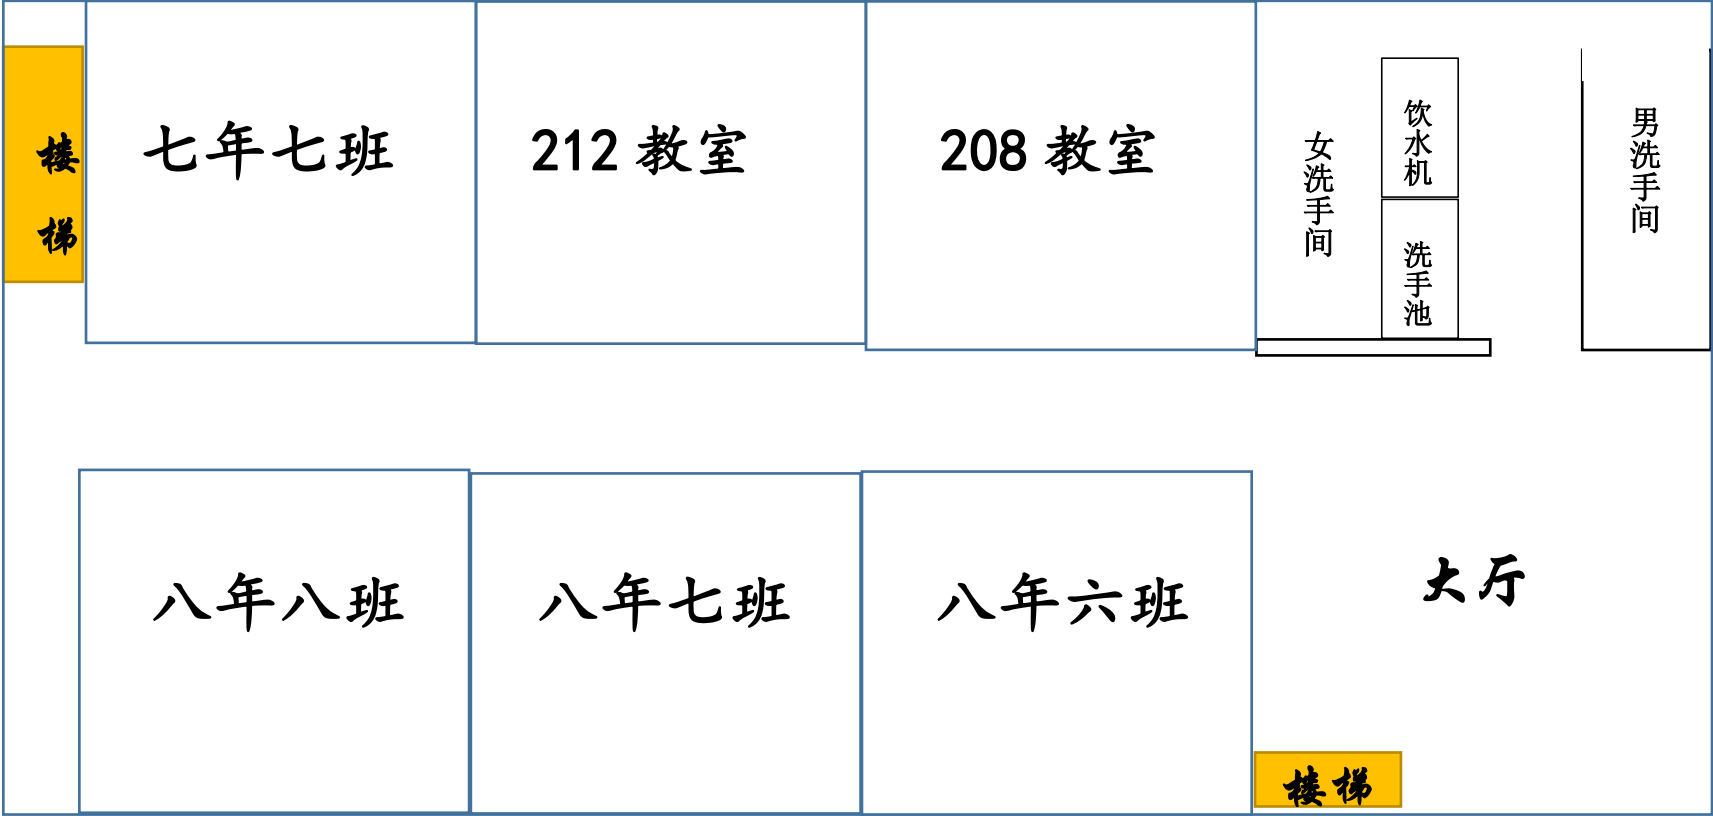 楼梯
七年七班
212 教室
208 教室
女洗手间
饮水机
洗手池
男洗手间
八年八班
八年七班
八年六班
大厅
楼梯